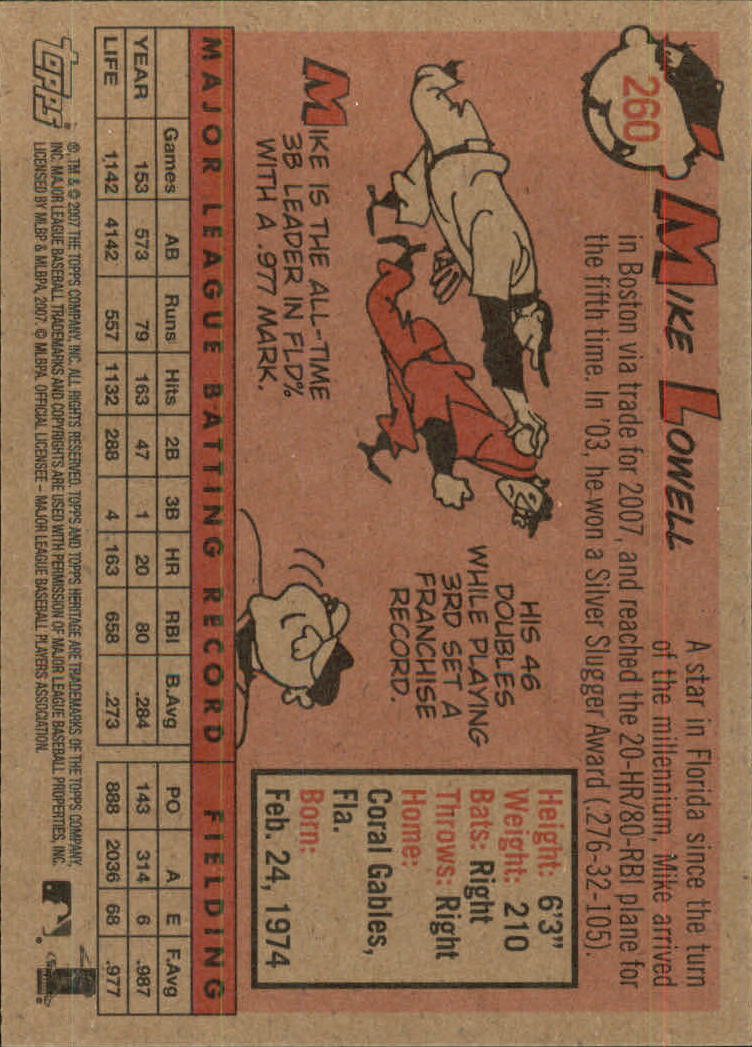 260
MIKE LOWELL
A star in Florida since the turn
of the millennium, Mike arrived
in Boston via trade for 2007, and reached the 20-HR/80-RBI plane for
the fifth time. In '03, he won a Silver Slugger Award (.276-32-105).
MIKE IS THE ALL-TIME
3B LEADER IN FLD%
WITH A .977 MARK.
HIS 46
DOUBLES
WHILE PLAYING
3RD SET A
FRANCHISE
RECORD.
Height: 6'3"
Weight: 210
Bats: Right
Throws: Right
Home:
Coral Gables,
Fla.
Born:
Feb. 24, 1974
MAJOR LEAGUE BATTING RECORD FIELDING
Games AB Runs Hits 2B 3B HR RBI B.Avg PO A E F.Avg
YEAR 153 573 79 163 47 1 20 80 .284 143 314 6 .987
LIFE 1142 4142 557 1132 288 4 163 658 .273 888 2036 68 .977
topps
®, TM & © 2007 THE TOPPS COMPANY, INC. ALL RIGHTS RESERVED. TOPPS AND TOPPS HERITAGE ARE TRADEMARKS OF THE TOPPS COMPANY,
INC. MAJOR LEAGUE BASEBALL TRADEMARKS AND COPYRIGHTS ARE USED WITH PERMISSION OF MAJOR LEAGUE BASEBALL PROPERTIES, INC.
LICENSED BY MLBP & MLBPA, 2007. © MLBPA, OFFICIAL LICENSEE - MAJOR LEAGUE BASEBALL PLAYERS ASSOCIATION.